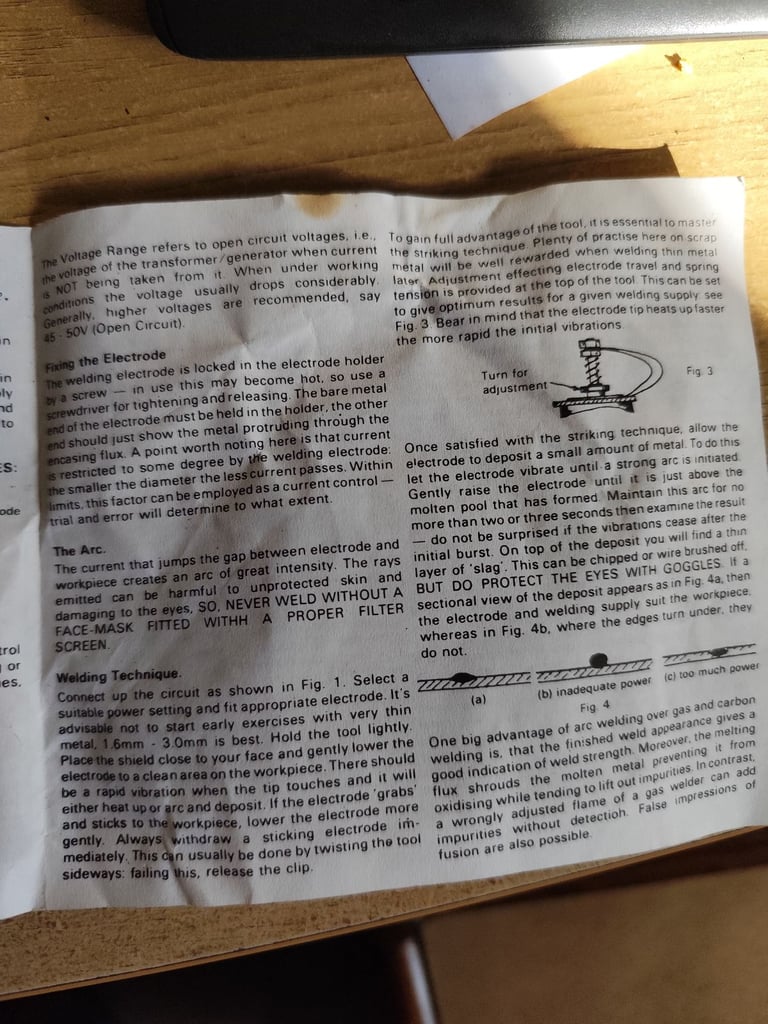 The Voltage Range refers to open circuit voltages, i.e.,
the voltage of the transformer/generator when current
is NOT being taken from it. When under working
conditions the voltage usually drops considerably.
Generally, higher voltages are recommended, say
45 - 50V (Open Circuit).
Fixing the Electrode
The welding electrode is locked in the electrode holder
by a screw — in use this may become hot, so use a
screwdriver for tightening and releasing. The bare metal
end of the electrode must be held in the holder, the other
end should just show the metal protruding through the
encasing flux. A point worth noting here is that current
is restricted to some degree by the welding electrode:
the smaller the diameter the less current passes. Within
limits, this factor can be employed as a current control —
trial and error will determine to what extent.
The Arc.
The current that jumps the gap between electrode and
workpiece creates an arc of great intensity. The rays
emitted can be harmful to unprotected skin and
damaging to the eyes, SO, NEVER WELD WITHOUT A
FACE-MASK FITTED WITHH A PROPER FILTER
SCREEN.
Welding Technique.
Connect up the circuit as shown in Fig. 1. Select a
suitable power setting and fit appropriate electrode. It's
advisable not to start early exercises with very thin
metal, 1.6mm - 3.0mm is best. Hold the tool lightly.
Place the shield close to your face and gently lower the
electrode to a clean area on the workpiece. There should
be a rapid vibration when the tip touches and it will
either heat up or arc and deposit. If the electrode 'grabs'
and sticks to the workpiece, lower the electrode more
gently. Always withdraw a sticking electrode im-
mediately. This can usually be done by twisting the tool
sideways: failing this, release the clip.
To gain full advantage of the tool, it is essential to master
the striking technique. Plenty of practise here on scrap
metal will be well rewarded when welding thin metal
later. Adjustment effecting electrode travel and spring
tension is provided at the top of the tool. This can be set
to give optimum results for a given welding supply see
Fig. 3. Bear in mind that the electrode tip heats up faster
the more rapid the initial vibrations.
Turn for
adjustment
Fig. 3
Once satisfied with the striking technique, allow the
electrode to deposit a small amount of metal. To do this
let the electrode vibrate until a strong arc is initiated.
Gently raise the electrode until it is just above the
molten pool that has formed. Maintain this arc for no
more than two or three seconds then examine the result
— do not be surprised if the vibrations cease after the
initial burst. On top of the deposit you will find a thin
layer of 'slag'. This can be chipped or wire brushed off,
BUT DO PROTECT THE EYES WITH GOGGLES. If a
sectional view of the deposit appears as in Fig. 4a, then
the electrode and welding supply suit the workpiece,
whereas in Fig. 4b, where the edges turn under, they
do not.
(a)
(b) inadequate power
(c) too much power
Fig. 4
One big advantage of arc welding over gas and carbon
welding is, that the finished weld appearance gives a
good indication of weld strength. Moreover, the melting
flux shrouds the molten metal preventing it from
oxidising while tending to lift out impurities. In contrast,
a wrongly adjusted flame of a gas welder can add
impurities without detection. False impressions of
fusion are also possible.